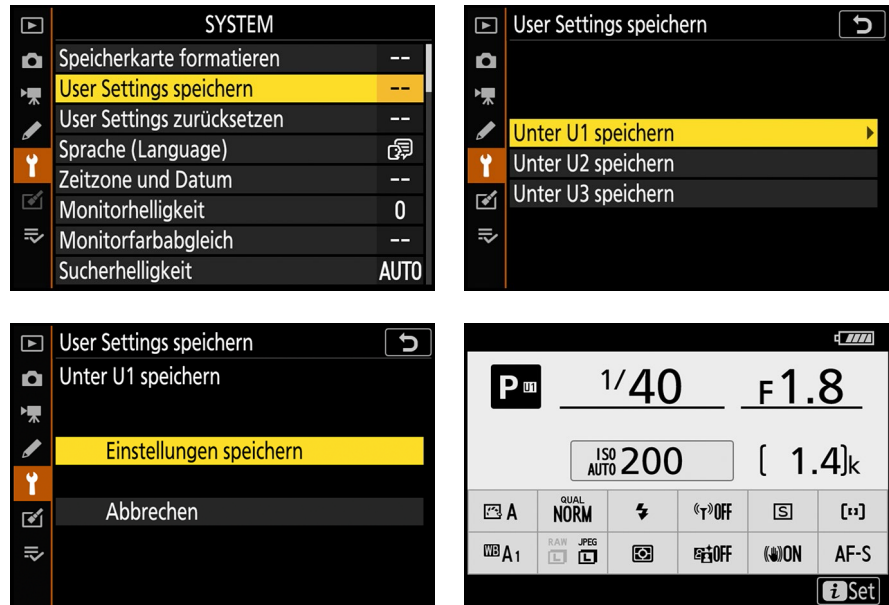 SYSTEM
Speicherkarte formatieren --
User Settings speichern --
User Settings zurücksetzen --
Sprache (Language)
Zeitzone und Datum --
Monitorhelligkeit 0
Monitorfarbabgleich --
Sucherhelligkeit AUTO
User Settings speichern
Unter U1 speichern
Unter U2 speichern
Unter U3 speichern
User Settings speichern
Unter U1 speichern
Einstellungen speichern
Abbrechen
P U1 1/40 F1.8
ISO AUTO 200 [ 1.4]k
A QUAL NORM (T) OFF S [ ]
WB A1 RAW L JPEG L OFF ON AF-S
i Set